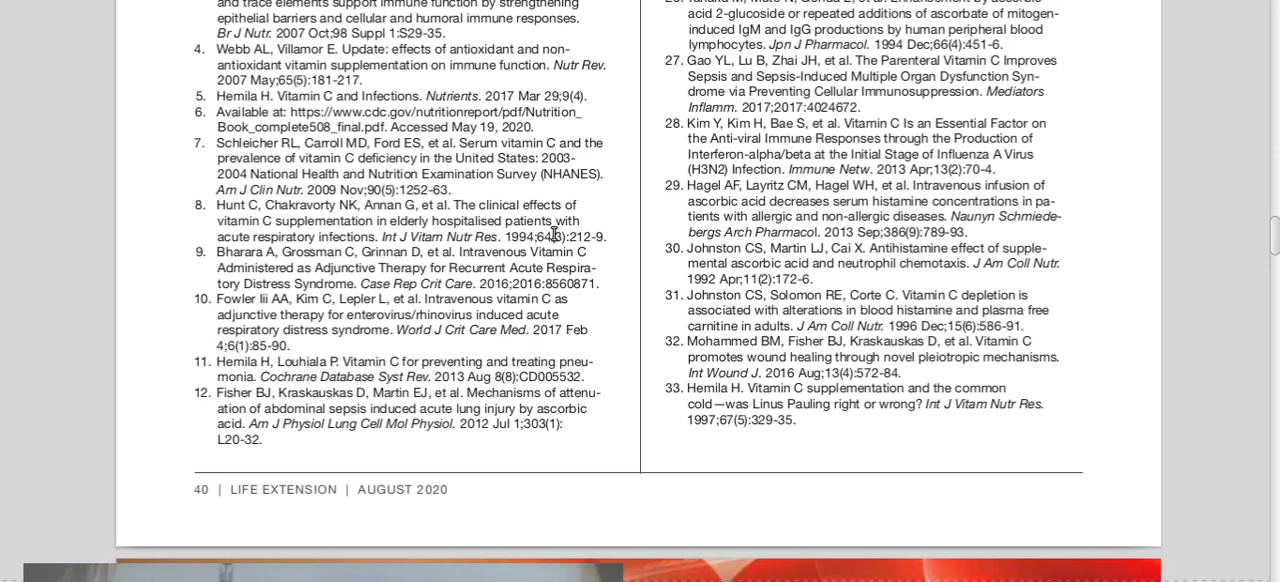 and trace elements support immune function by strengthening
epithelial barriers and cellular and humoral immune responses.
Br J Nutr. 2007 Oct;98 Suppl 1:S29-35.
4. Webb AL, Villamor E. Update: effects of antioxidant and non-
antioxidant vitamin supplementation on immune function. Nutr Rev.
2007 May;65(5):181-217.
5. Hemila H. Vitamin C and Infections. Nutrients. 2017 Mar 29;9(4).
6. Available at: https://www.cdc.gov/nutritionreport/pdf/Nutrition_
Book_complete508_final.pdf. Accessed May 19, 2020.
7. Schleicher RL, Carroll MD, Ford ES, et al. Serum vitamin C and the
prevalence of vitamin C deficiency in the United States: 2003-
2004 National Health and Nutrition Examination Survey (NHANES).
Am J Clin Nutr. 2009 Nov;90(5):1252-63.
8. Hunt C, Chakravorty NK, Annan G, et al. The clinical effects of
vitamin C supplementation in elderly hospitalised patients with
acute respiratory infections. Int J Vitam Nutr Res. 1994;64(3):212-9.
9. Bharara A, Grossman C, Grinnan D, et al. Intravenous Vitamin C
Administered as Adjunctive Therapy for Recurrent Acute Respira-
tory Distress Syndrome. Case Rep Crit Care. 2016;2016:8560871.
10. Fowler Iii AA, Kim C, Lepler L, et al. Intravenous vitamin C as
adjunctive therapy for enterovirus/rhinovirus induced acute
respiratory distress syndrome. World J Crit Care Med. 2017 Feb
4;6(1):85-90.
11. Hemila H, Louhiala P. Vitamin C for preventing and treating pneu-
monia. Cochrane Database Syst Rev. 2013 Aug 8(8):CD005532.
12. Fisher BJ, Kraskauskas D, Martin EJ, et al. Mechanisms of attenu-
ation of abdominal sepsis induced acute lung injury by ascorbic
acid. Am J Physiol Lung Cell Mol Physiol. 2012 Jul 1;303(1):
L20-32.
acid 2-glucoside or repeated additions of ascorbate of mitogen-
induced IgM and IgG productions by human peripheral blood
lymphocytes. Jpn J Pharmacol. 1994 Dec;66(4):451-6.
27. Gao YL, Lu B, Zhai JH, et al. The Parenteral Vitamin C Improves
Sepsis and Sepsis-Induced Multiple Organ Dysfunction Syn-
drome via Preventing Cellular Immunosuppression. Mediators
Inflamm. 2017;2017:4024672.
28. Kim Y, Kim H, Bae S, et al. Vitamin C Is an Essential Factor on
the Anti-viral Immune Responses through the Production of
Interferon-alpha/beta at the Initial Stage of Influenza A Virus
(H3N2) Infection. Immune Netw. 2013 Apr;13(2):70-4.
29. Hagel AF, Layritz CM, Hagel WH, et al. Intravenous infusion of
ascorbic acid decreases serum histamine concentrations in pa-
tients with allergic and non-allergic diseases. Naunyn Schmiede-
bergs Arch Pharmacol. 2013 Sep;386(9):789-93.
30. Johnston CS, Martin LJ, Cai X. Antihistamine effect of supple-
mental ascorbic acid and neutrophil chemotaxis. J Am Coll Nutr.
1992 Apr;11(2):172-6.
31. Johnston CS, Solomon RE, Corte C. Vitamin C depletion is
associated with alterations in blood histamine and plasma free
carnitine in adults. J Am Coll Nutr. 1996 Dec;15(6):586-91.
32. Mohammed BM, Fisher BJ, Kraskauskas D, et al. Vitamin C
promotes wound healing through novel pleiotropic mechanisms.
Int Wound J. 2016 Aug;13(4):572-84.
33. Hemila H. Vitamin C supplementation and the common
cold—was Linus Pauling right or wrong? Int J Vitam Nutr Res.
1997;67(5):329-35.
40 | LIFE EXTENSION | AUGUST 2020